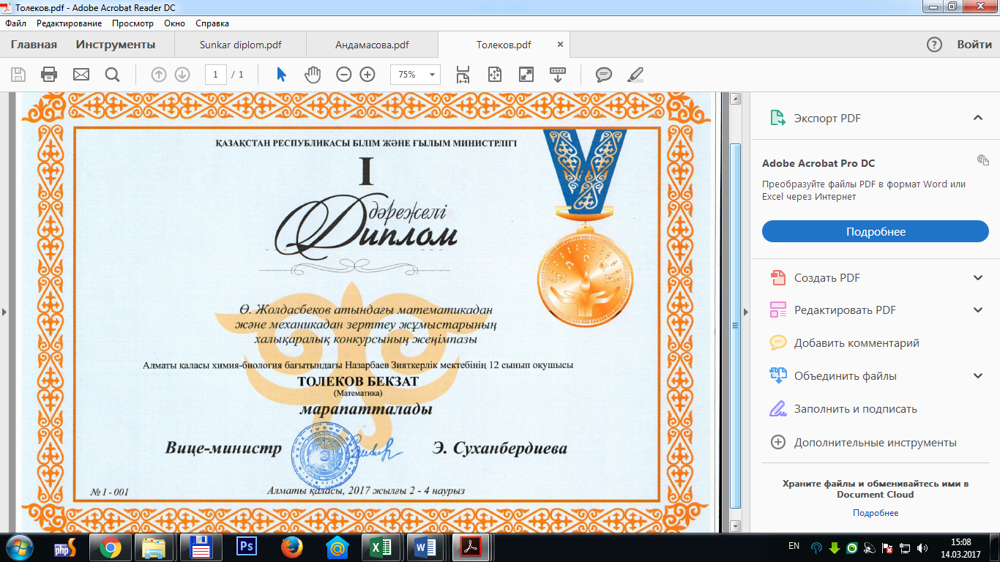 Толеков.pdf - Adobe Acrobat Reader DC
Файл Редактирование Просмотр Окно Справка
Главная Инструменты Sunkar diplom.pdf Андамасова.pdf Толеков.pdf Войти
1 / 1 75%
ҚАЗАҚСТАН РЕСПУБЛИКАСЫ БІЛІМ ЖӘНЕ ҒЫЛЫМ МИНИСТРЛІГІ
I
дәрежелі
Диплом
Ө. Жолдасбеков атындағы математикадан
және механикадан зерттеу жұмыстарының
халықаралық конкурсының жеңімпазы
Алматы қаласы химия-биология бағытындағы Назарбаев Зияткерлік мектебінің 12 сынып оқушысы
ТОЛЕКОВ БЕКЗАТ
(Математика)
марапатталады
Вице-министр Э. Суханбердиева
№ 1 - 001
Алматы қаласы, 2017 жылғы 2 - 4 наурыз
Экспорт PDF
Adobe Acrobat Pro DC
Преобразуйте файлы PDF в формат Word или
Excel через Интернет
Подробнее
Создать PDF
Редактировать PDF
Добавить комментарий
Объединить файлы
Заполнить и подписать
Дополнительные инструменты
Храните файлы и обменивайтесь ими в
Document Cloud
Подробнее
php Ps EN 15:08
14.03.2017